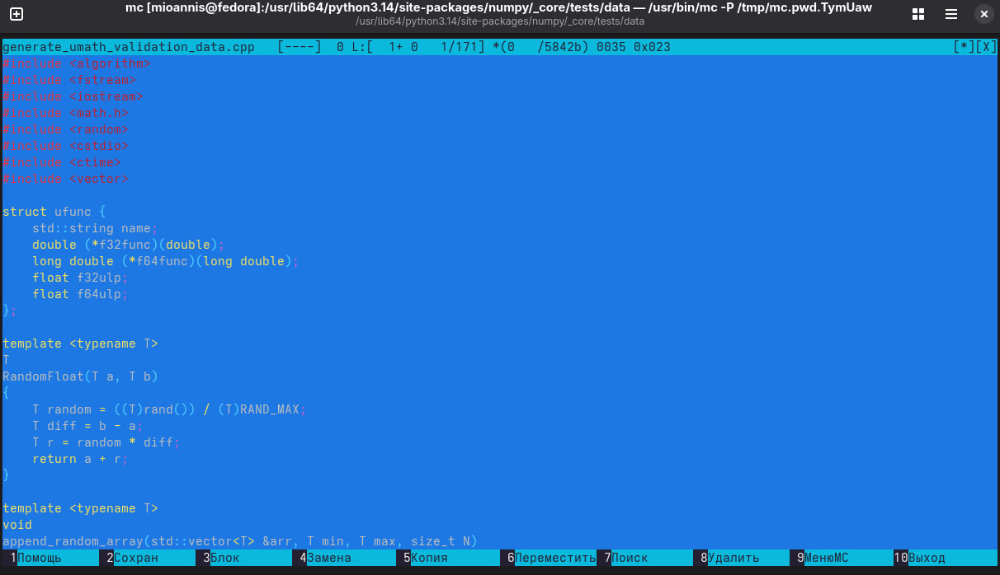 mc [mioannis@fedora]:/usr/lib64/python3.14/site-packages/numpy/_core/tests/data — /usr/bin/mc -P /tmp/mc.pwd.TymUaw
/usr/lib64/python3.14/site-packages/numpy/_core/tests/data
generate_umath_validation_data.cpp   [----]  0 L:[  1+ 0   1/171] *(0   /5842b) 0035 0x023 [*][X]
#include <algorithm>
#include <fstream>
#include <iostream>
#include <math.h>
#include <random>
#include <cstdio>
#include <ctime>
#include <vector>

struct ufunc {
    std::string name;
    double (*f32func)(double);
    long double (*f64func)(long double);
    float f32ulp;
    float f64ulp;
};

template <typename T>
T
RandomFloat(T a, T b)
{
    T random = ((T)rand()) / (T)RAND_MAX;
    T diff = b - a;
    T r = random * diff;
    return a + r;
}

template <typename T>
void
append_random_array(std::vector<T> &arr, T min, T max, size_t N)
1Помощь 2Сохран 3Блок 4Замена 5Копия 6Переместить 7Поиск 8Удалить 9МенюMC 10Выход